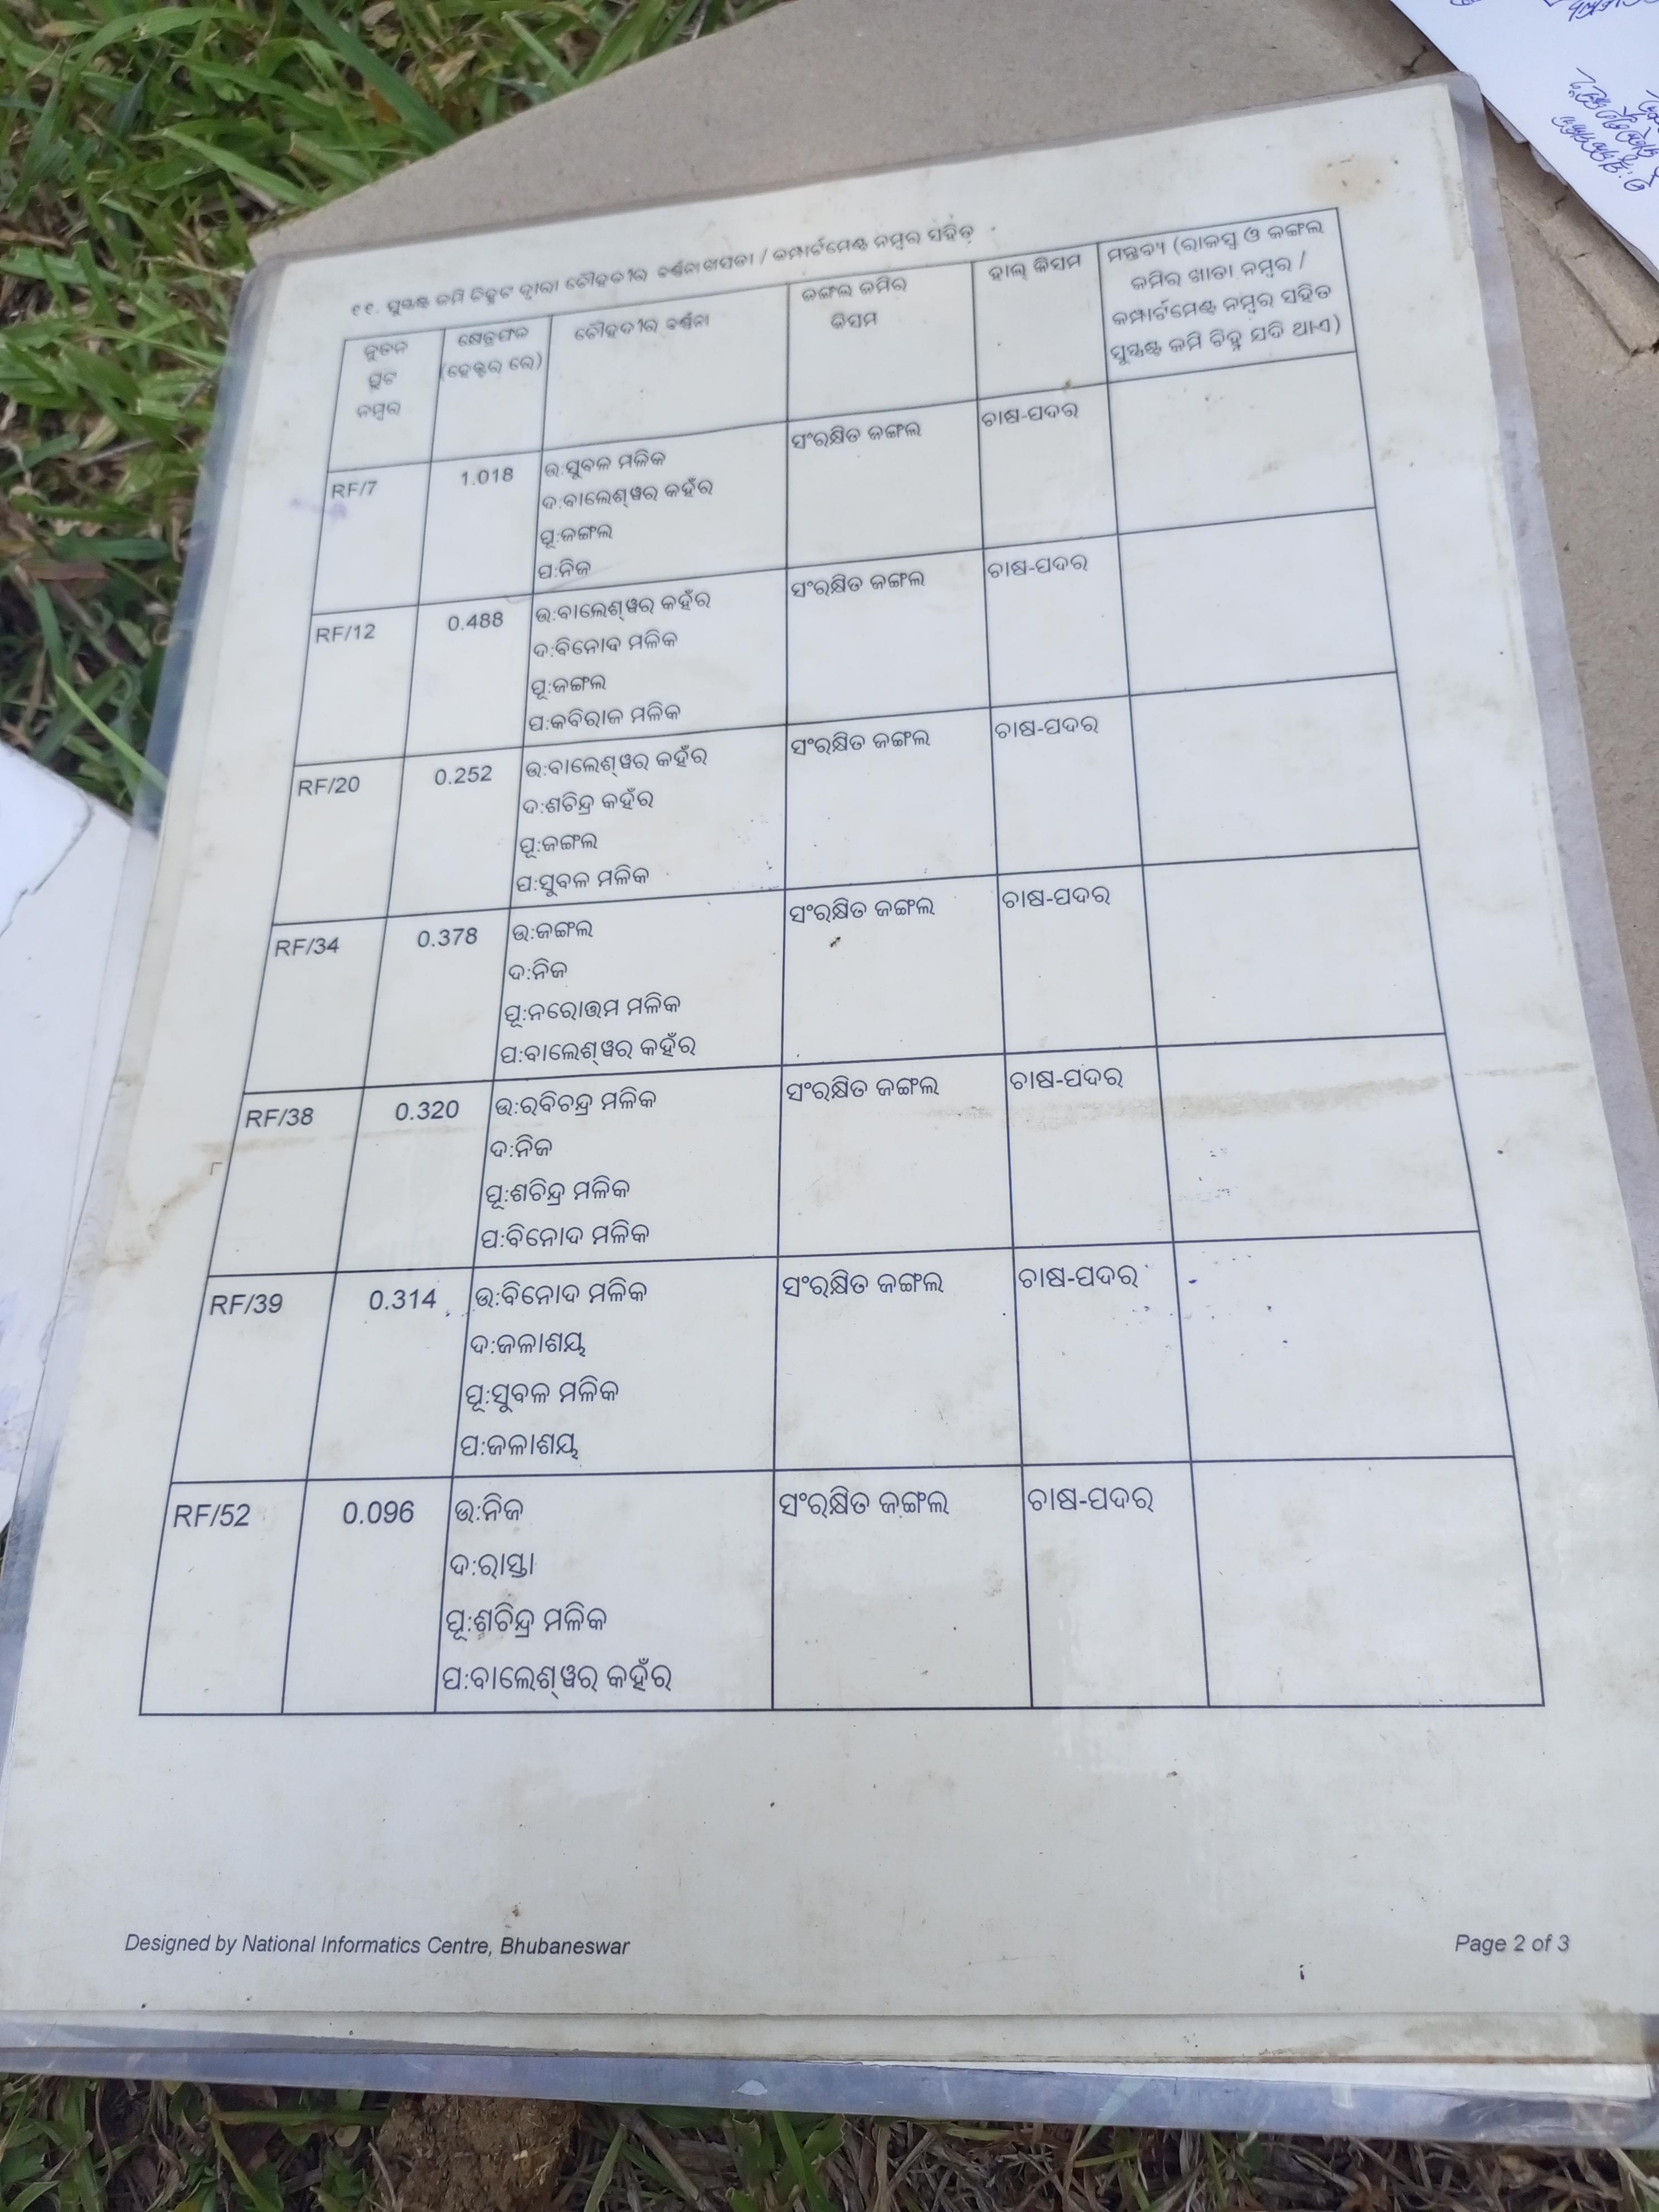 ୧୧. ସୁସ୍ପଷ୍ଟ ଜମି ଚିହ୍ନଟ ଦ୍ୱାରା ଚୌହଦୀର ବର୍ଣ୍ଣନା ଖସଡା / କମ୍ପାର୍ଟମେଣ୍ଟ ନମ୍ବର ସହିତ
ନୁତନ ପ୍ଲଟ ନମ୍ବର
କ୍ଷେତ୍ରଫଳ (ହେକ୍ଟର ରେ)
ଚୌହଦୀର ବର୍ଣ୍ଣନା
ଜଙ୍ଗଲ ଜମିର କିସମ
ହାଲ୍ କିସମ
ମନ୍ତବ୍ୟ (ରାଜସ୍ୱ ଓ ଜଙ୍ଗଲ
ଜମିର ଖାତା ନମ୍ବର /
କମ୍ପାର୍ଟମେଣ୍ଟ ନମ୍ବର ସହିତ
ସୁସ୍ପଷ୍ଟ ଜମି ଚିହ୍ନ ଯଦି ଥାଏ)
RF/7 1.018 ଉ:ସୁବଳ ମଳିକ ସଂରକ୍ଷିତ ଜଙ୍ଗଲ ଚାଷ-ପଦର
ଦ:ବାଲେଶ୍ୱର କହଁର
ପୂ:ଜଙ୍ଗଲ
ପ:ନିଜ
RF/12 0.488 ଉ:ବାଲେଶ୍ୱର କହଁର ସଂରକ୍ଷିତ ଜଙ୍ଗଲ ଚାଷ-ପଦର
ଦ:ବିନୋଦ ମଳିକ
ପୂ:ଜଙ୍ଗଲ
ପ:କବିରାଜ ମଳିକ
RF/20 0.252 ଉ:ବାଲେଶ୍ୱର କହଁର ସଂରକ୍ଷିତ ଜଙ୍ଗଲ ଚାଷ-ପଦର
ଦ:ଶଚିନ୍ଦ୍ର କହଁର
ପୂ:ଜଙ୍ଗଲ
ପ:ସୁବଳ ମଳିକ
RF/34 0.378 ଉ:ଜଙ୍ଗଲ ସଂରକ୍ଷିତ ଜଙ୍ଗଲ ଚାଷ-ପଦର
ଦ:ନିଜ
ପୂ:ନରୋତ୍ତମ ମଳିକ
ପ:ବାଲେଶ୍ୱର କହଁର
RF/38 0.320 ଉ:ରବିଚନ୍ଦ୍ର ମଳିକ ସଂରକ୍ଷିତ ଜଙ୍ଗଲ ଚାଷ-ପଦର
ଦ:ନିଜ
ପୂ:ଶଚିନ୍ଦ୍ର ମଳିକ
ପ:ବିନୋଦ ମଳିକ
RF/39 0.314 ଉ:ବିନୋଦ ମଳିକ ସଂରକ୍ଷିତ ଜଙ୍ଗଲ ଚାଷ-ପଦର
ଦ:ଜଳାଶୟ
ପୂ:ସୁବଳ ମଳିକ
ପ:ଜଳାଶୟ
RF/52 0.096 ଉ:ନିଜ ସଂରକ୍ଷିତ ଜଙ୍ଗଲ ଚାଷ-ପଦର
ଦ:ରାସ୍ତା
ପୂ:ଶଚିନ୍ଦ୍ର ମଳିକ
ପ:ବାଲେଶ୍ୱର କହଁର
Designed by National Informatics Centre, Bhubaneswar Page 2 of 3